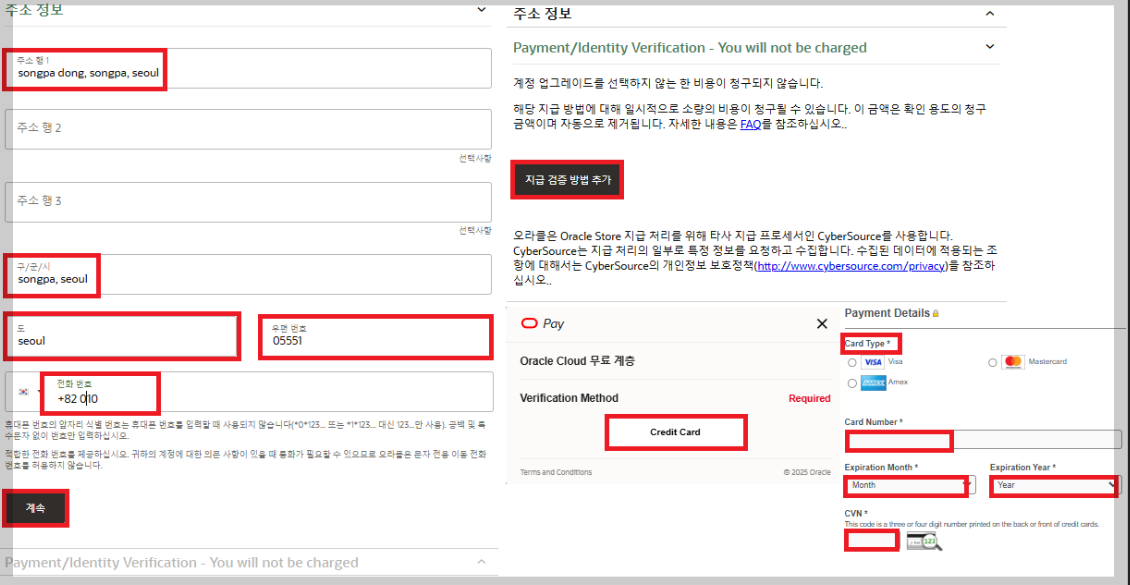 주소 정보
주소 행 1
songpa dong, songpa, seoul
주소 행 2
선택사항
주소 행 3
선택사항
구/군/시
songpa, seoul
도
seoul
우편 번호
05551
전화 번호
+82 010
휴대폰 번호의 앞자리 식별 번호는 휴대폰 번호를 입력할 때 사용되지 않습니다(*0*123... 또는 *1*123... 대신 123...만 사용). 공백 및 특
수문자 없이 번호만 입력하십시오.
적합한 전화 번호를 제공하십시오. 귀하의 계정에 대한 의문 사항이 있을 때 통화가 필요할 수 있으므로 오라클은 문자 전용 이동 전화
번호를 허용하지 않습니다.
계속
Payment/Identity Verification - You will not be charged
주소 정보
Payment/Identity Verification - You will not be charged
계정 업그레이드를 선택하지 않는 한 비용이 청구되지 않습니다.
해당 지급 방법에 대해 일시적으로 소량의 비용이 청구될 수 있습니다. 이 금액은 확인 용도의 청구
금액이며 자동으로 제거됩니다. 자세한 내용은 FAQ를 참조하십시오..
지급 검증 방법 추가
오라클은 Oracle Store 지급 처리를 위해 타사 지급 프로세서인 CyberSource를 사용합니다.
CyberSource는 지급 처리의 일부로 특정 정보를 요청하고 수집합니다. 수집된 데이터에 적용되는 조
항에 대해서는 CyberSource의 개인정보 보호정책(http://www.cybersource.com/privacy)을 참조하
십시오..
Pay
Oracle Cloud 무료 계층
Verification Method
Required
Credit Card
Terms and Conditions
© 2025 Oracle
Payment Details
Card Type *
VISA Visa
Mastercard
Amex
Card Number *
Expiration Month *
Expiration Year *
Month
Year
CVN *
This code is a three or four digit number printed on the back or front of credit cards.
123